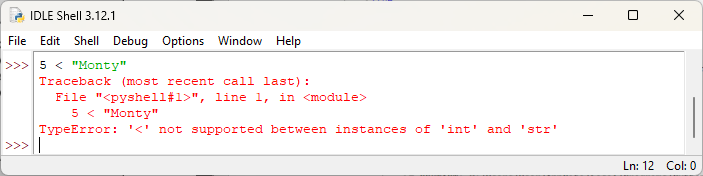 IDLE Shell 3.12.1
File Edit Shell Debug Options Window Help
>>> 5 < "Monty"
Traceback (most recent call last):
  File "<pyshell#1>", line 1, in <module>
    5 < "Monty"
TypeError: '<' not supported between instances of 'int' and 'str'
>>>
Ln: 12 Col: 0